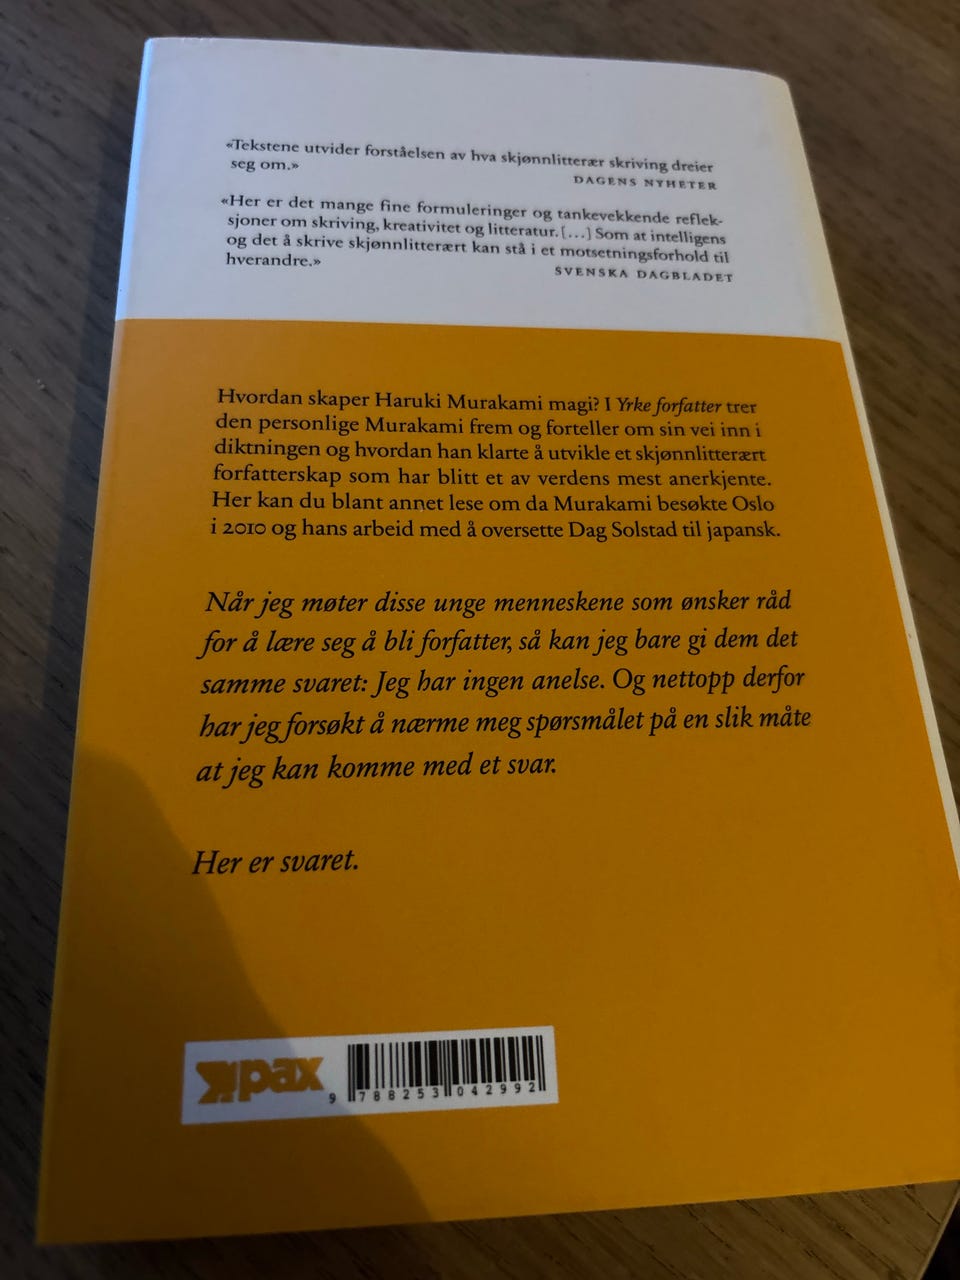 «Tekstene utvider forståelsen av hva skjønnlitterær skriving dreier
seg om.»
DAGENS NYHETER
«Her er det mange fine formuleringer og tankevekkende reflek-
sjoner om skriving, kreativitet og litteratur. […] Som at intelligens
og det å skrive skjønnlitterært kan stå i et motsetningsforhold til
hverandre.»
SVENSKA DAGBLADET
Hvordan skaper Haruki Murakami magi? I Yrke forfatter trer
den personlige Murakami frem og forteller om sin vei inn i
diktningen og hvordan han klarte å utvikle et skjønnlitterært
forfatterskap som har blitt et av verdens mest anerkjente.
Her kan du blant annet lese om da Murakami besøkte Oslo
i 2010 og hans arbeid med å oversette Dag Solstad til japansk.
Når jeg møter disse unge menneskene som ønsker råd
for å lære seg å bli forfatter, så kan jeg bare gi dem det
samme svaret: Jeg har ingen anelse. Og nettopp derfor
har jeg forsøkt å nærme meg spørsmålet på en slik måte
at jeg kan komme med et svar.
Her er svaret.
pax
9 788253 042992